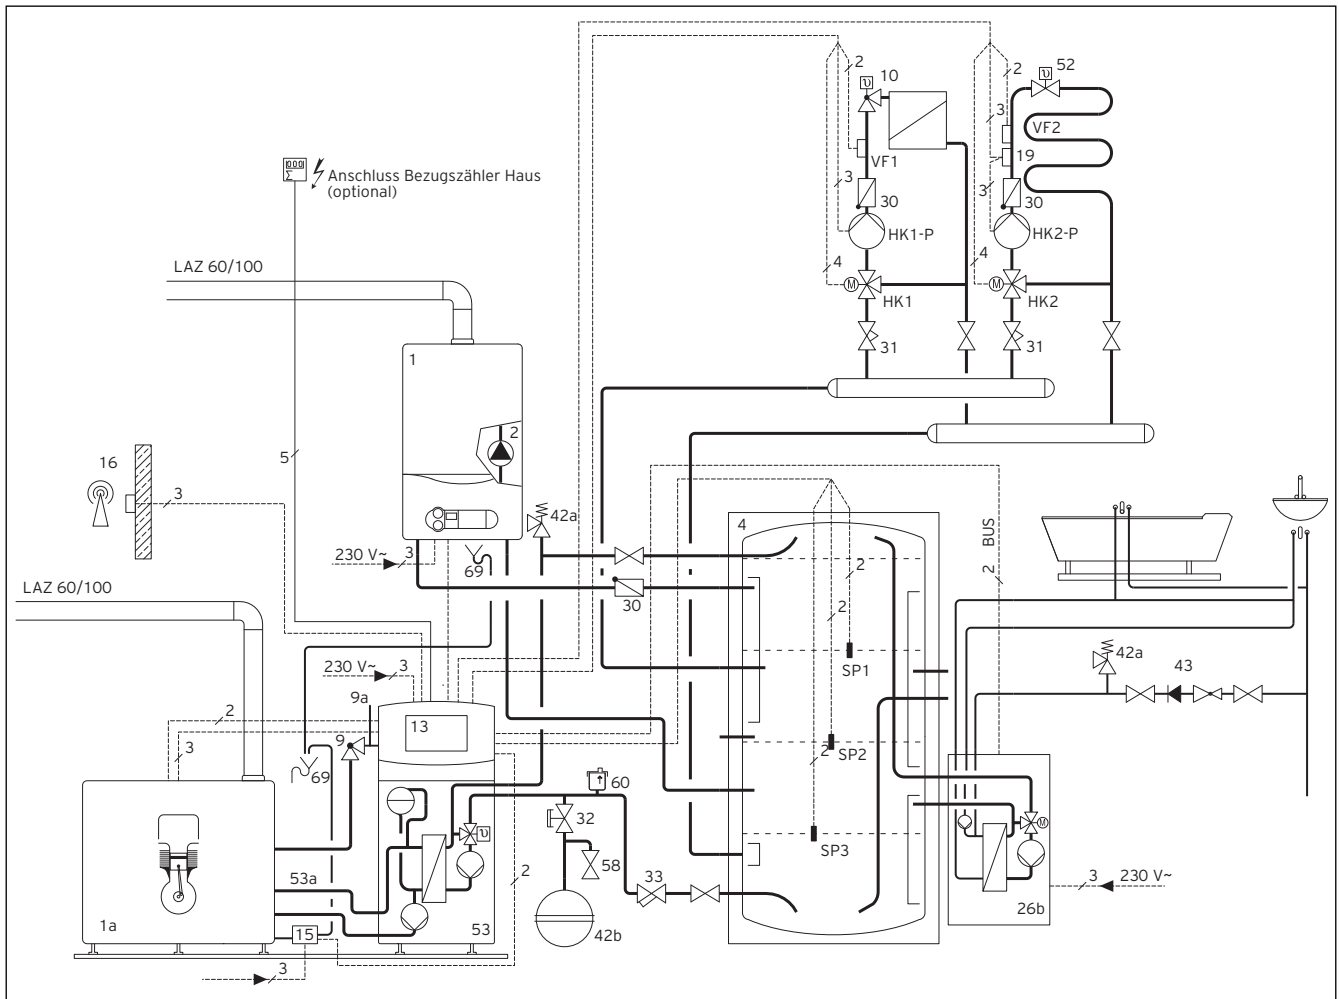 2
10
2
52
3
VF1
VF2
19
0000
Σ
Anschluss Bezugszähler Haus
(optional)
3
30
3
30
HK1-P
HK2-P
4
4
LAZ 60/100
M
HK1
M
HK2
31
31
1
2
5
16
3
42a
4
BUS
230 V~
3
69
2
2
30
2
LAZ 60/100
SP1
42a
43
230 V~
3
9a
2
13
9
3
69
2
SP2
60
32
M
SP3
58
53a
2
33
3
230 V~
1a
15
53
42b
26b
3